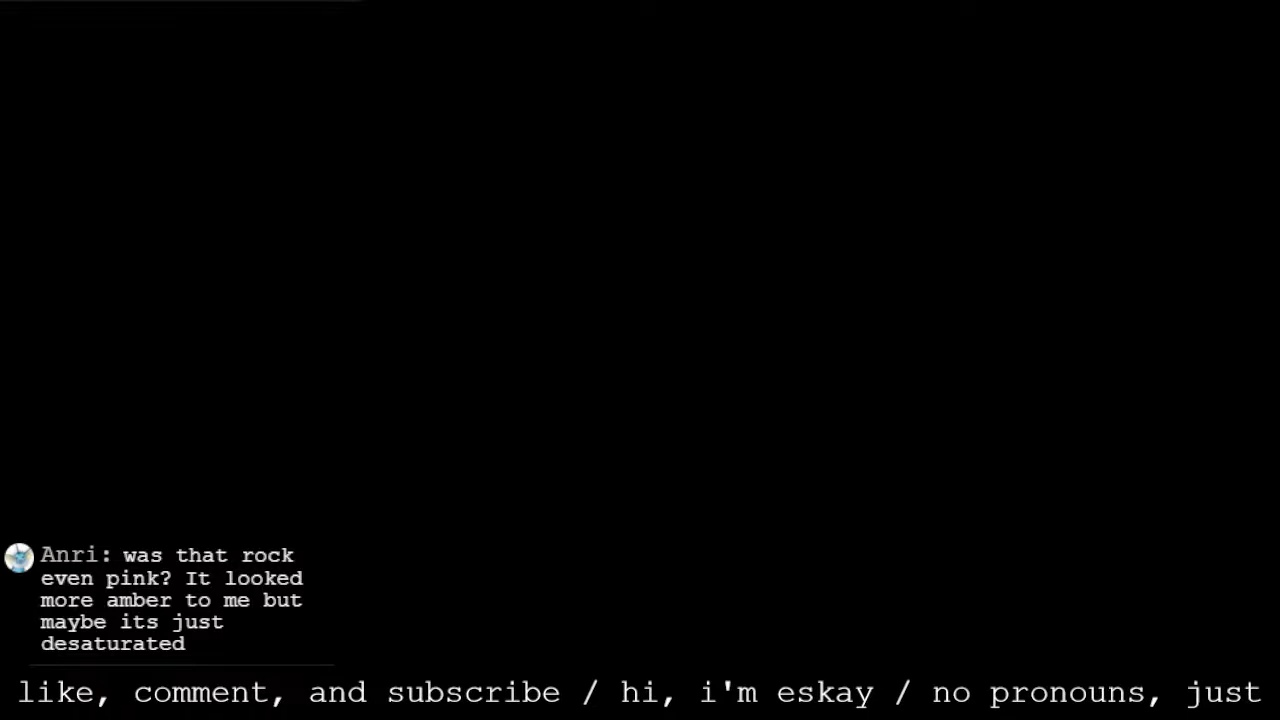 Anri: was that rock
even pink? It looked
more amber to me but
maybe its just
desaturated
like, comment, and subscribe / hi, i'm eskay / no pronouns, just